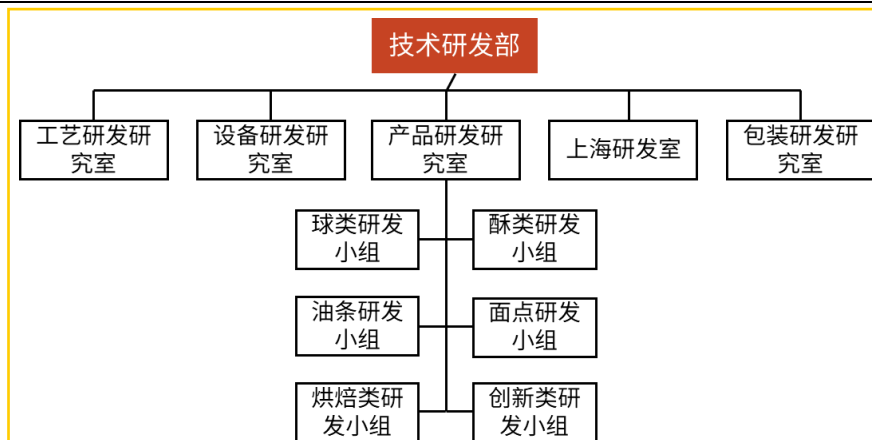 技术研发部
工艺研发研
究室
设备研发研
究室
产品研发研
究室
上海研发室
包装研发研
究室
球类研发
小组
酥类研发
小组
油条研发
小组
面点研发
小组
烘焙类研
发小组
创新类研
发小组